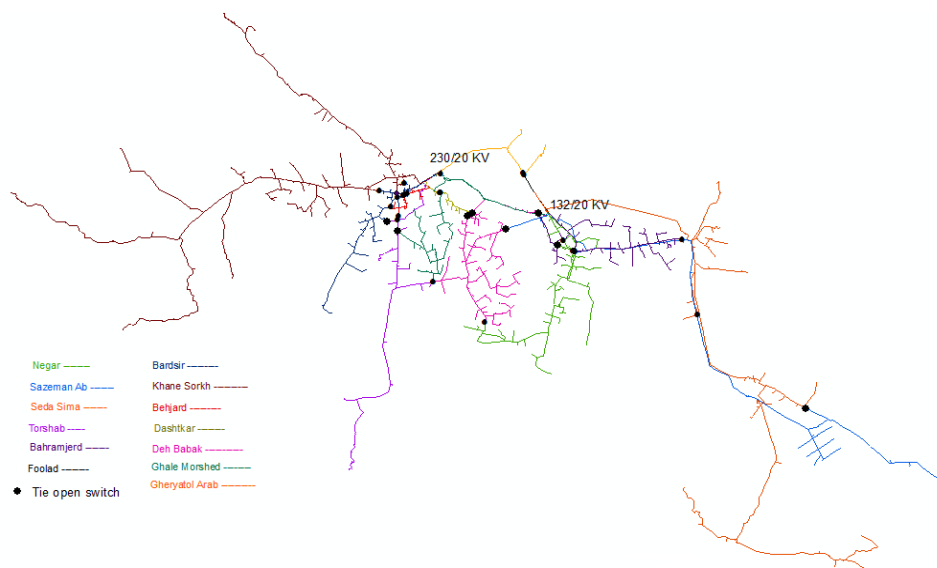 230/20 KV
132/20 KV
Negar
Bardsir
Sazeman Ab
Khane Sorkh
Seda Sima
Behjard
Torshab
Dashtkar
Bahramjerd
Deh Babak
Foolad
Ghale Morshed
Tie open switch
Gheryatol Arab